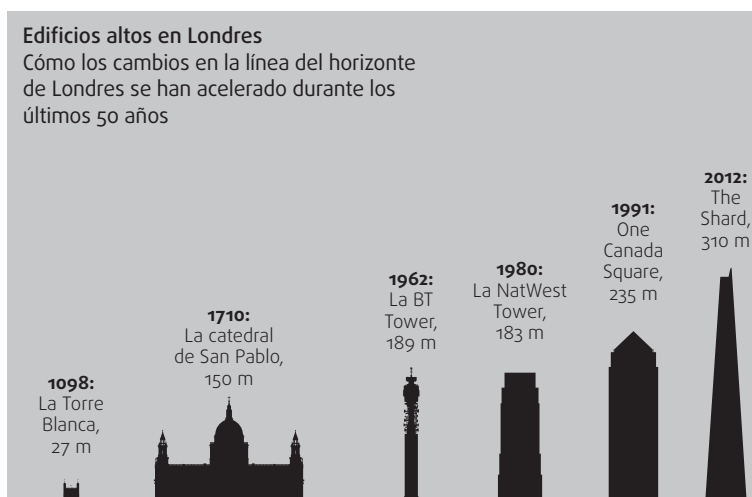 Edificios altos en Londres
Cómo los cambios en la línea del horizonte
de Londres se han acelerado durante los
últimos 50 años
1098:
La Torre
Blanca,
27 m
1710:
La catedral
de San Pablo,
150 m
1962:
La BT
Tower,
189 m
1980:
La NatWest
Tower,
183 m
1991:
One
Canada
Square,
235 m
2012:
The
Shard,
310 m